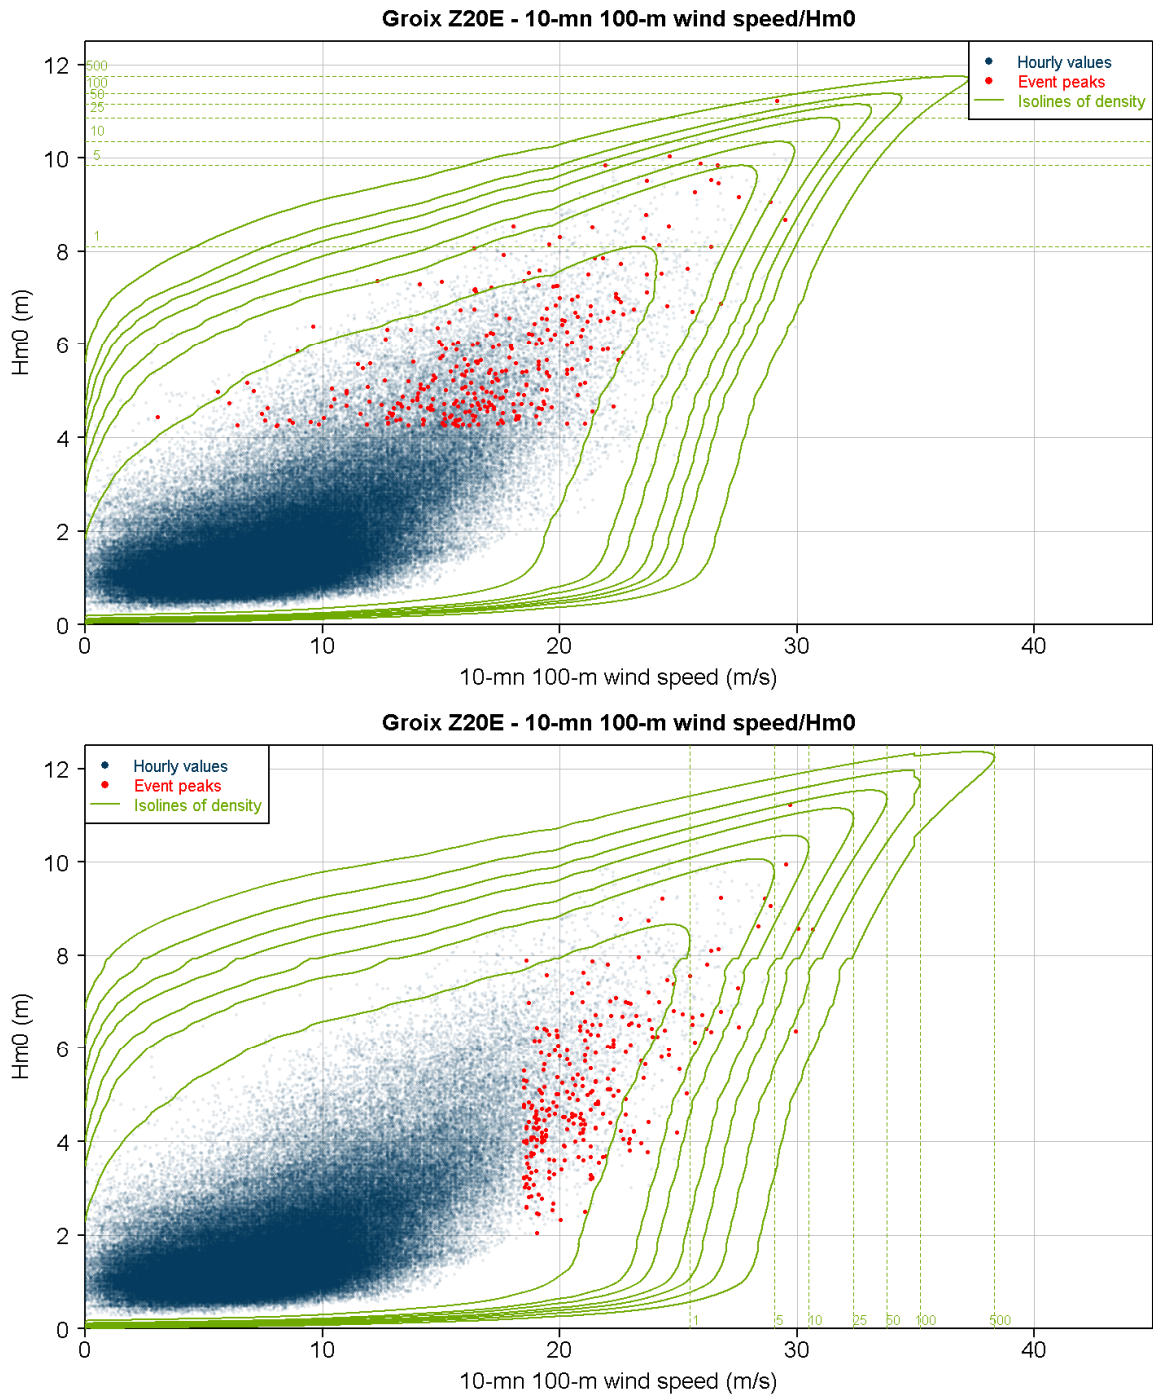 Groix Z20E - 10-mn 100-m wind speed/Hm0
Hourly values
Event peaks
Isolines of density
500
100
50
25
10
5
1
12
10
8
6
4
2
0
Hm0 (m)
0 10 20 30 40
10-mn 100-m wind speed (m/s)
Groix Z20E - 10-mn 100-m wind speed/Hm0
Hourly values
Event peaks
Isolines of density
12
10
8
6
4
2
0
Hm0 (m)
1 5 10 25 50 100 500
0 10 20 30 40
10-mn 100-m wind speed (m/s)